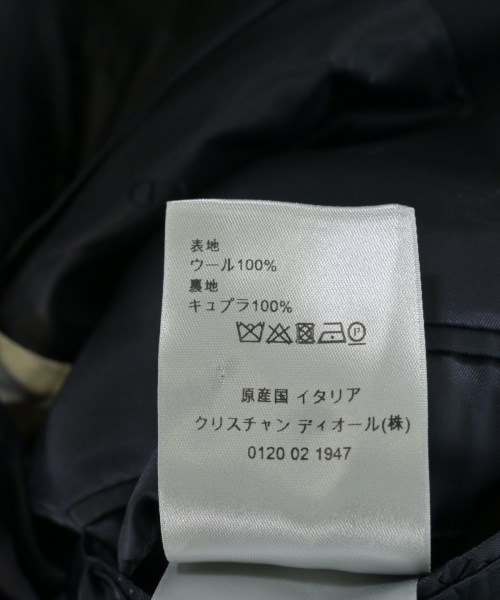 表地
ウール100%
裏地
キュプラ100%
原産国 イタリア
クリスチャン ディオール(株)
0120 02 1947